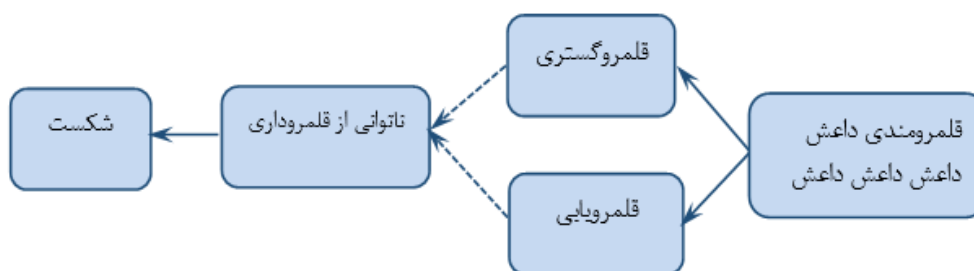 قلمرومندی داعش
داعش داعش داعش
قلمروگستری
قلمرویابی
ناتوانی از قلمروداری
شکست